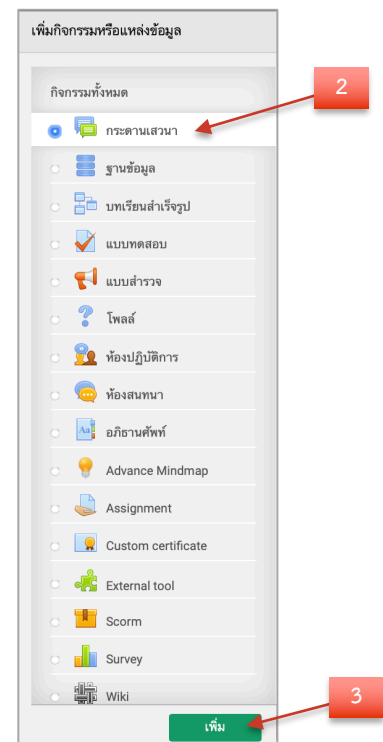 เพิ่มกิจกรรมหรือแหล่งข้อมูล
กิจกรรมทั้งหมด
2
กระดานเสวนา
ฐานข้อมูล
บทเรียนสำเร็จรูป
แบบทดสอบ
แบบสำรวจ
โพลล์
ห้องปฏิบัติการ
ห้องสนทนา
อภิธานศัพท์
Advance Mindmap
Assignment
Custom certificate
External tool
Scorm
Survey
Wiki
3
เพิ่ม